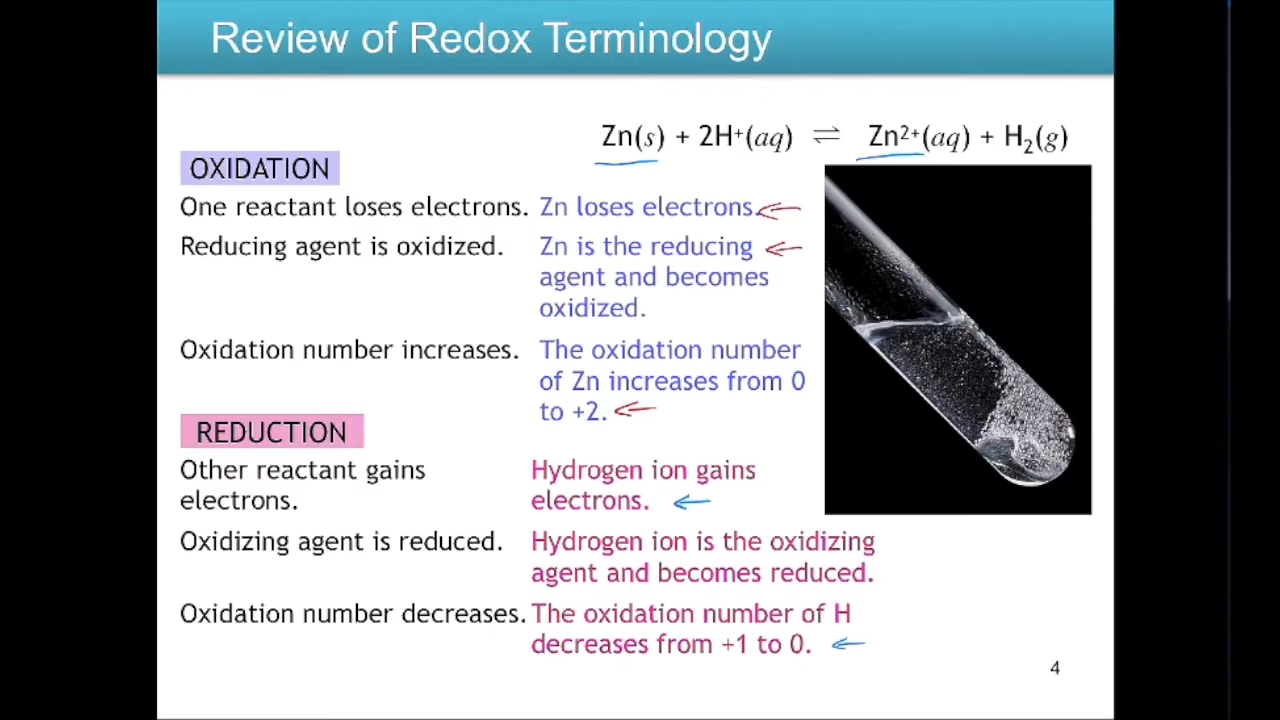 Review of Redox Terminology
Zn(s) + 2H⁺(aq) ⇌ Zn²⁺(aq) + H₂(g)
OXIDATION
One reactant loses electrons. Zn loses electrons.
Reducing agent is oxidized. Zn is the reducing
agent and becomes
oxidized.
Oxidation number increases. The oxidation number
of Zn increases from 0
to +2.
REDUCTION
Other reactant gains Hydrogen ion gains
electrons. electrons.
Oxidizing agent is reduced. Hydrogen ion is the oxidizing
agent and becomes reduced.
Oxidation number decreases. The oxidation number of H
decreases from +1 to 0.
4